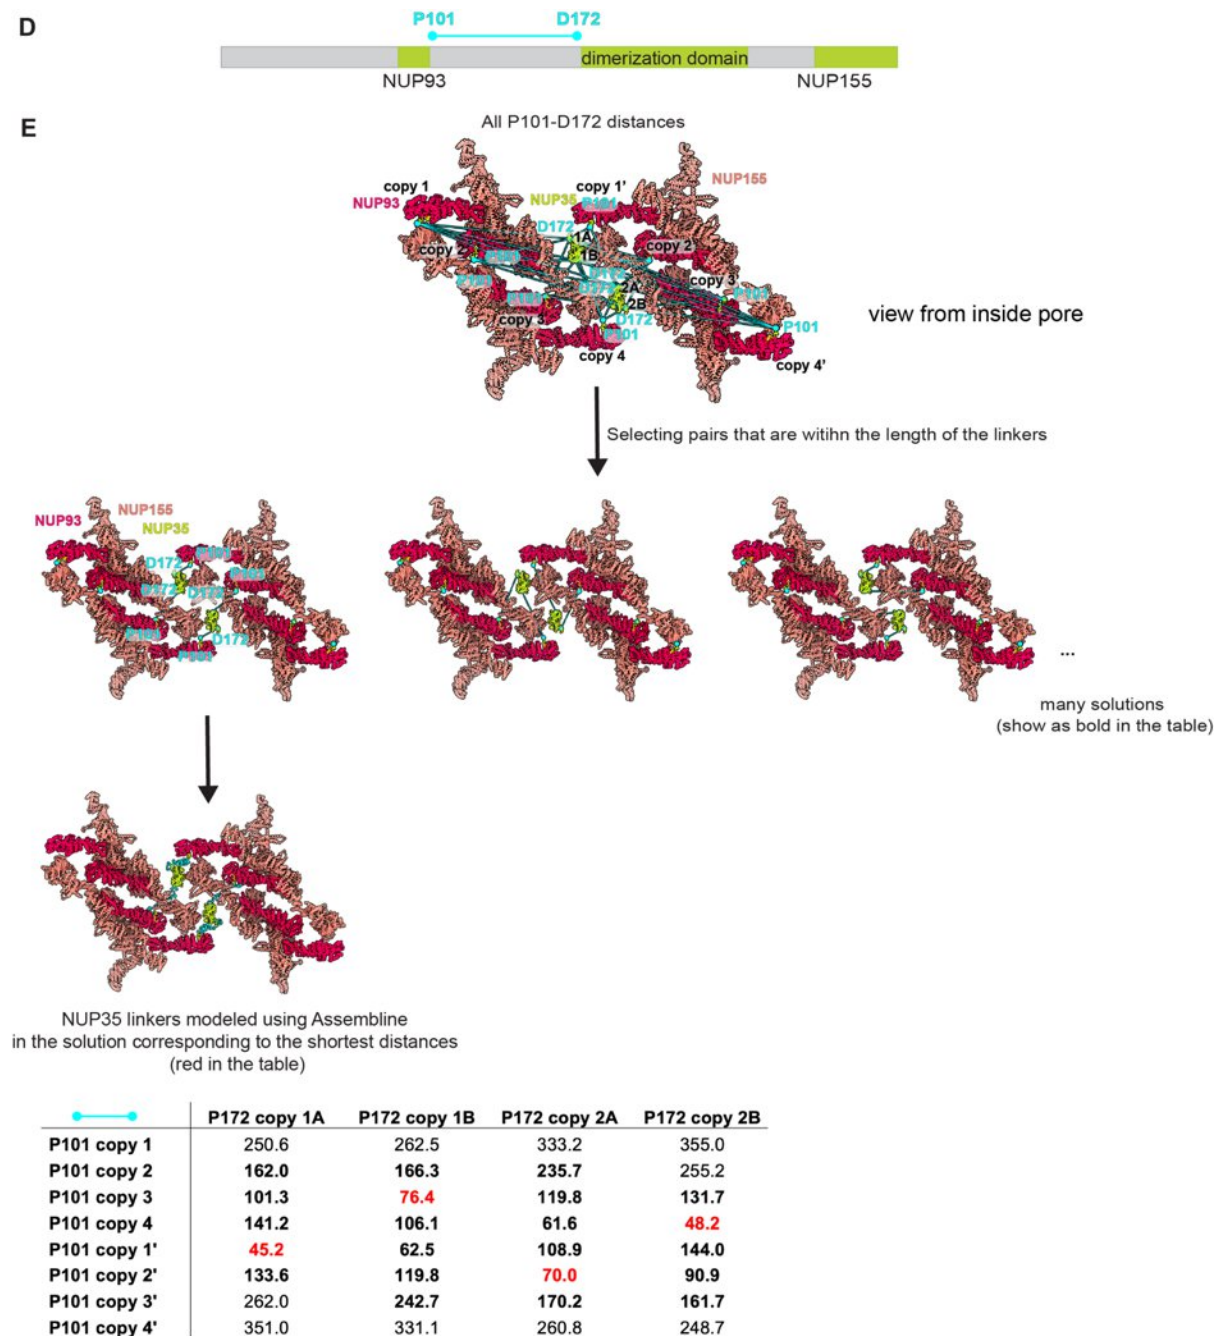 D
P101 D172
dimerization domain
NUP93 NUP155
E
All P101-D172 distances
copy 1 copy 1' NUP155
NUP93 NUP35 P101
D172
1A
copy 2 1B copy 2'
P101 D172
P101 D172 2A copy 3'
P101 2B P101
copy 3 D172 P101
P101
copy 4 copy 4'
view from inside pore
Selecting pairs that are witihn the length of the linkers
NUP93 NUP155
NUP35
D172 P101
D172 D172 P101
P101 D172
P101
...
many solutions
(show as bold in the table)
NUP35 linkers modeled using Assembline
in the solution corresponding to the shortest distances
(red in the table)
P172 copy 1A P172 copy 1B P172 copy 2A P172 copy 2B
P101 copy 1 250.6 262.5 333.2 355.0
P101 copy 2 162.0 166.3 235.7 255.2
P101 copy 3 101.3 76.4 119.8 131.7
P101 copy 4 141.2 106.1 61.6 48.2
P101 copy 1' 45.2 62.5 108.9 144.0
P101 copy 2' 133.6 119.8 70.0 90.9
P101 copy 3' 262.0 242.7 170.2 161.7
P101 copy 4' 351.0 331.1 260.8 248.7